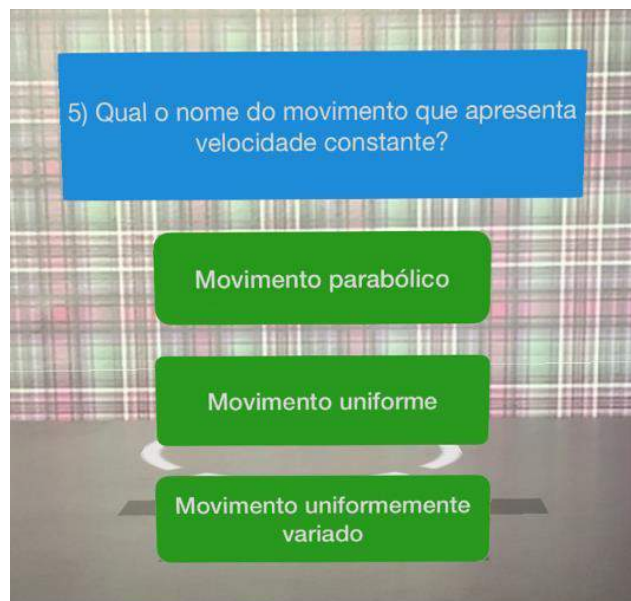 5) Qual o nome do movimento que apresenta
velocidade constante?
Movimento parabólico
Movimento uniforme
Movimento uniformemente
variado